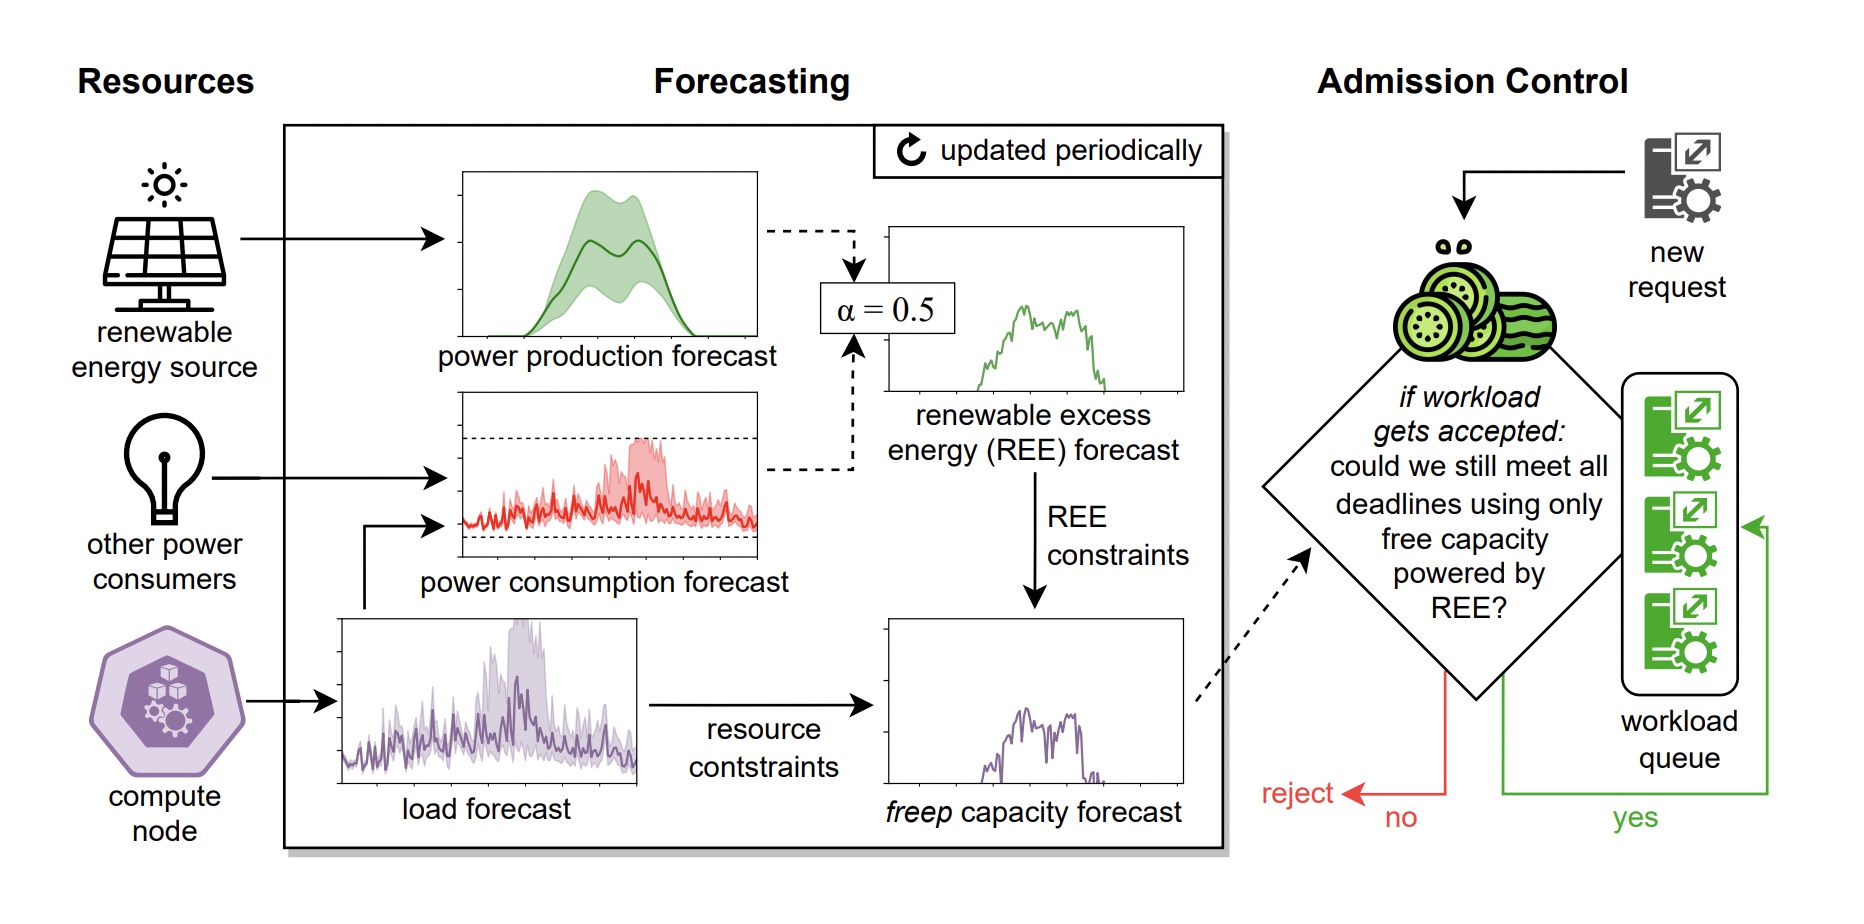 Resources
Forecasting
Admission Control
updated periodically
renewable
energy source
power production forecast
α = 0.5
other power
consumers
power consumption forecast
renewable excess
energy (REE) forecast
REE
constraints
compute
node
load forecast
resource
contstraints
freep capacity forecast
new
request
if workload
gets accepted:
could we still meet all
deadlines using only
free capacity
powered by
REE?
workload
queue
reject
no
yes